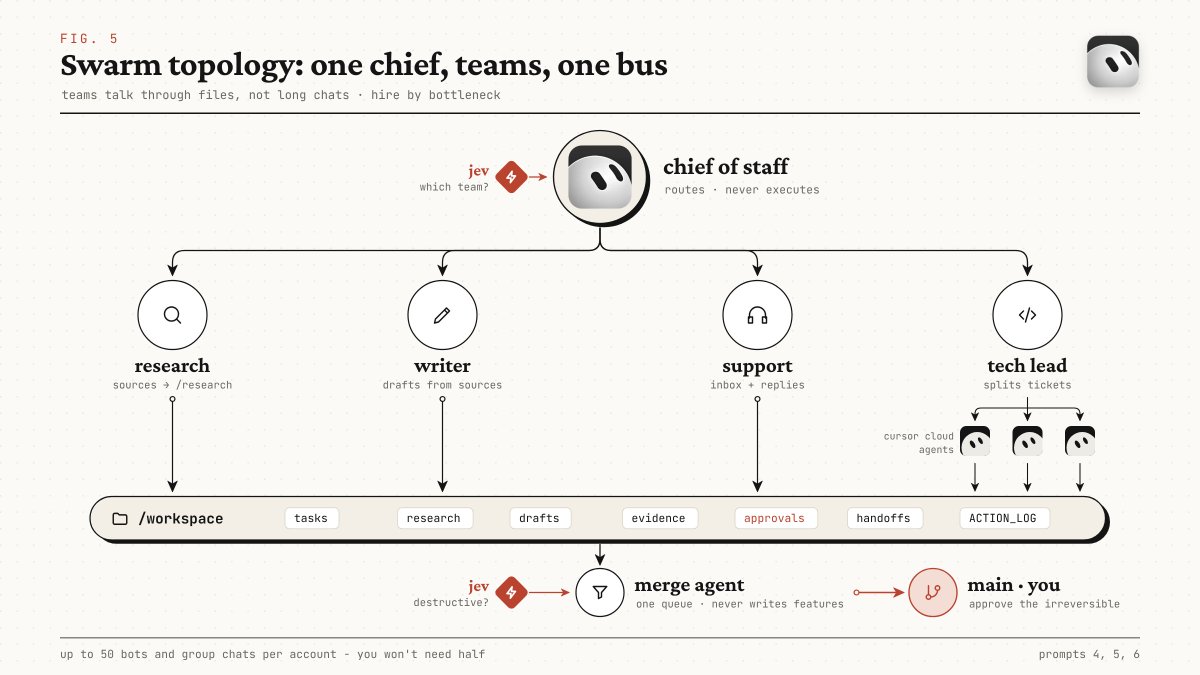 FIG. 5
Swarm topology: one chief, teams, one bus
teams talk through files, not long chats · hire by bottleneck
jev
which team?
chief of staff
routes · never executes
research
sources → /research
writer
drafts from sources
support
inbox + replies
tech lead
splits tickets
cursor cloud
agents
/workspace
tasks
research
drafts
evidence
approvals
handoffs
ACTION_LOG
jev
destructive?
merge agent
one queue · never writes features
main · you
approve the irreversible
up to 50 bots and group chats per account - you won't need half
prompts 4, 5, 6